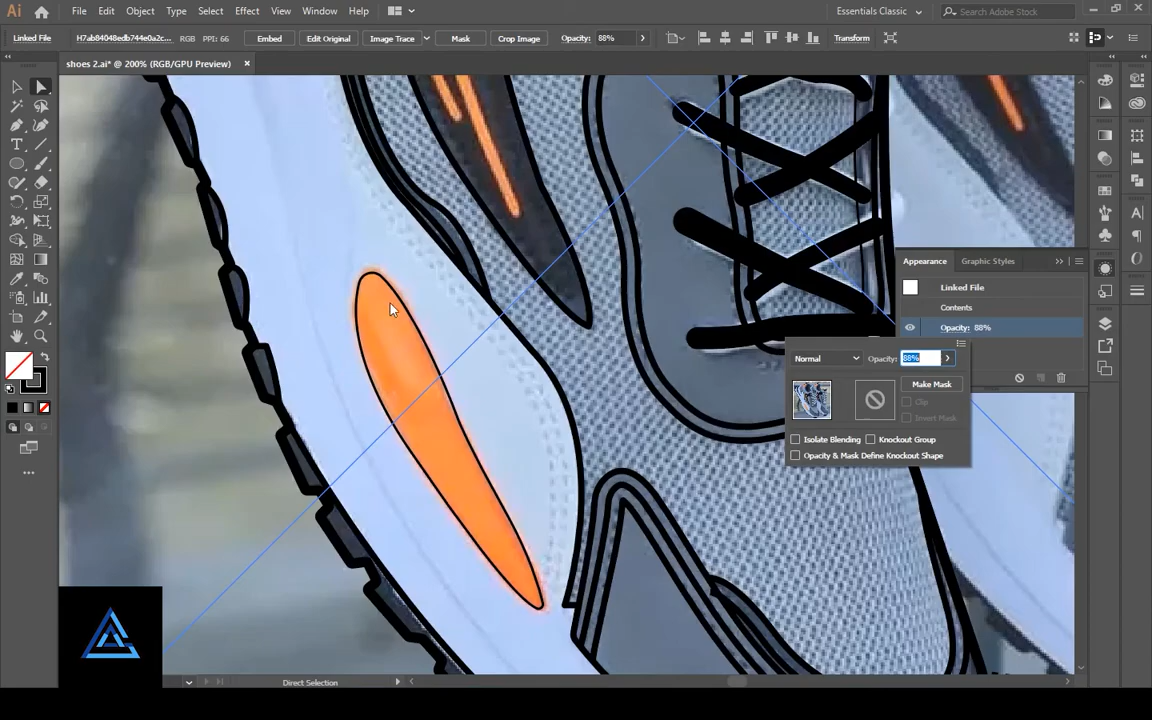 Ai File Edit Object Type Select Effect View Window Help Essentials Classic Search Adobe Stock
Linked File H7ab84048edb744e0a2c... RGB PPI: 66 Embed Edit Original Image Trace Mask Crop Image Opacity: 88% Transform
shoes 2.ai* @ 200% (RGB/GPU Preview)
Appearance Graphic Styles
Linked File
Contents
Opacity: 88%
Normal Opacity: 88%
Make Mask
Clip
Invert Mask
Isolate Blending Knockout Group
Opacity & Mask Define Knockout Shape
Direct Selection